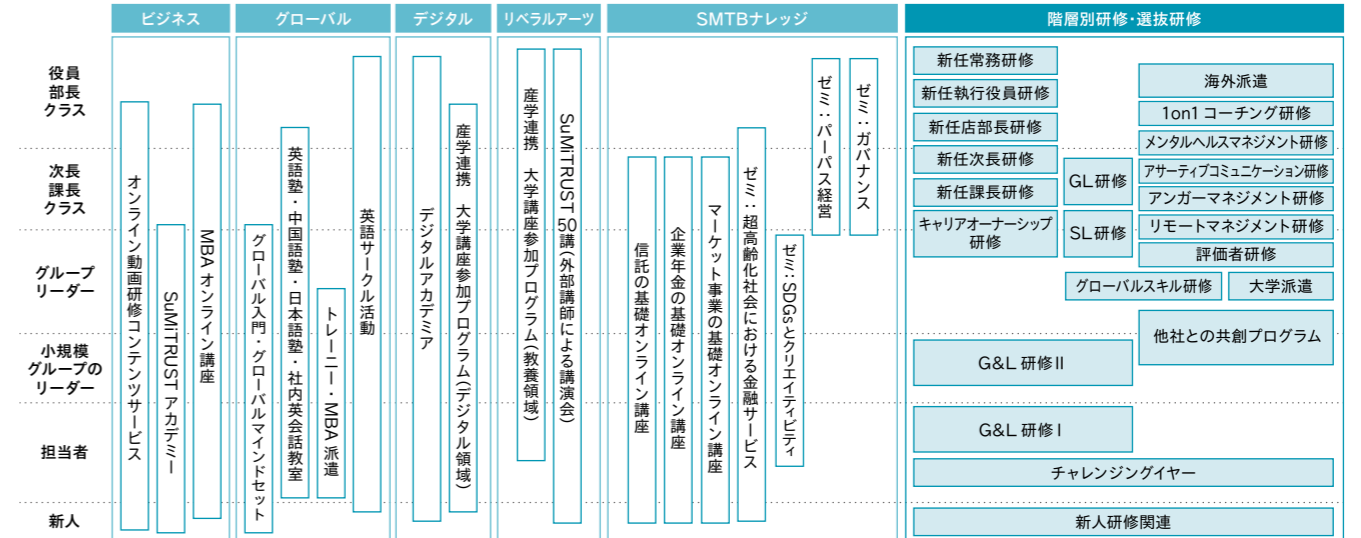 ビジネス
グローバル
デジタル
リベラルアーツ
SMTBナレッジ
階層別研修・選抜研修
役員
部長
クラス
次長
課長
クラス
グループ
リーダー
小規模
グループの
リーダー
担当者
新人
オンライン動画研修コンテンツサービス
SuMiTRUST アカデミー
MBA オンライン講座
グローバル入門・グローバルマインドセット
英語塾・中国語塾・日本語塾・社内英会話教室
トレーニー・MBA 派遣
英語サークル活動
デジタルアカデミア
産学連携 大学講座参加プログラム(デジタル領域)
産学連携 大学講座参加プログラム(教養領域)
SuMiTRUST 50講(外部講師による講演会)
信託の基礎オンライン講座
企業年金の基礎オンライン講座
マーケット事業の基礎オンライン講座
ゼミ:超高齢化社会における金融サービス
ゼミ:SDGsとクリエイティビティ
ゼミ:パーパス経営
ゼミ:ガバナンス
新任常務研修
新任執行役員研修
新任店部長研修
新任次長研修
新任課長研修
キャリアオーナーシップ
研修
GL研修
SL研修
海外派遣
1on1 コーチング研修
メンタルヘルスマネジメント研修
アサーティブコミュニケーション研修
アンガーマネジメント研修
リモートマネジメント研修
評価者研修
グローバルスキル研修
大学派遣
他社との共創プログラム
G&L 研修Ⅱ
G&L 研修Ⅰ
チャレンジングイヤー
新人研修関連